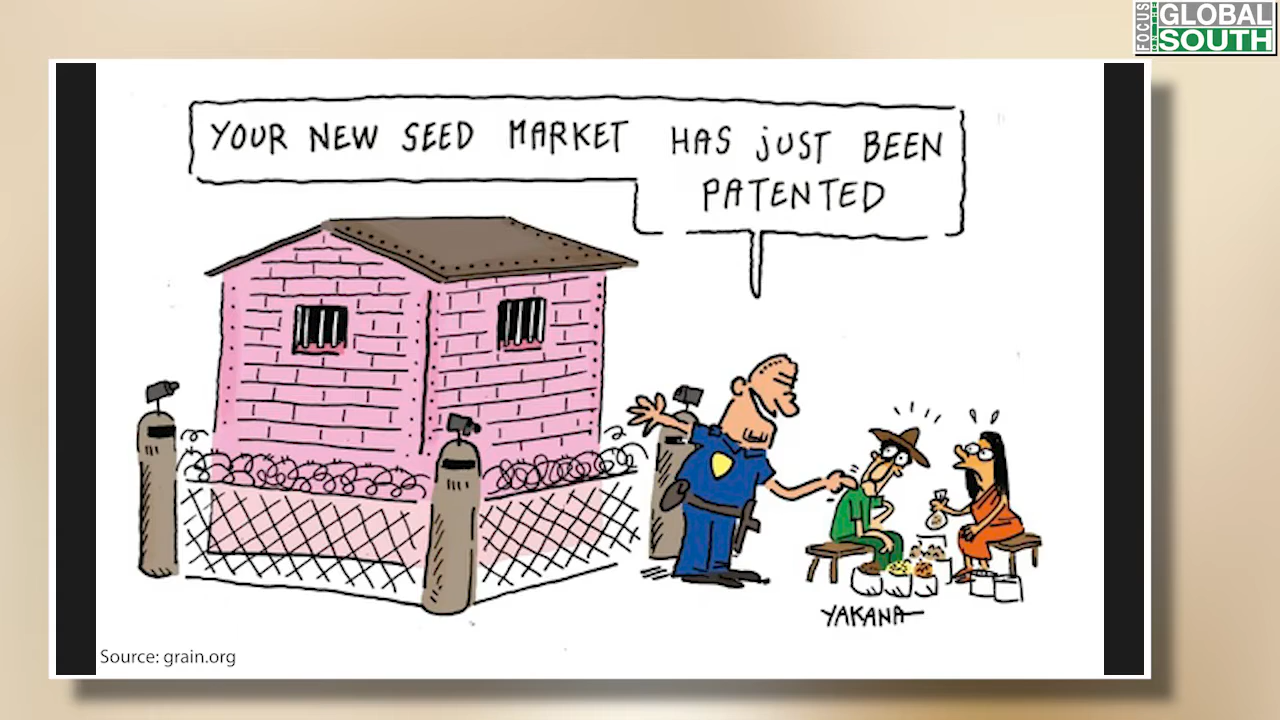 FOCUS ON THE GLOBAL SOUTH
YOUR NEW SEED MARKET HAS JUST BEEN
PATENTED
YAKANA
Source: grain.org